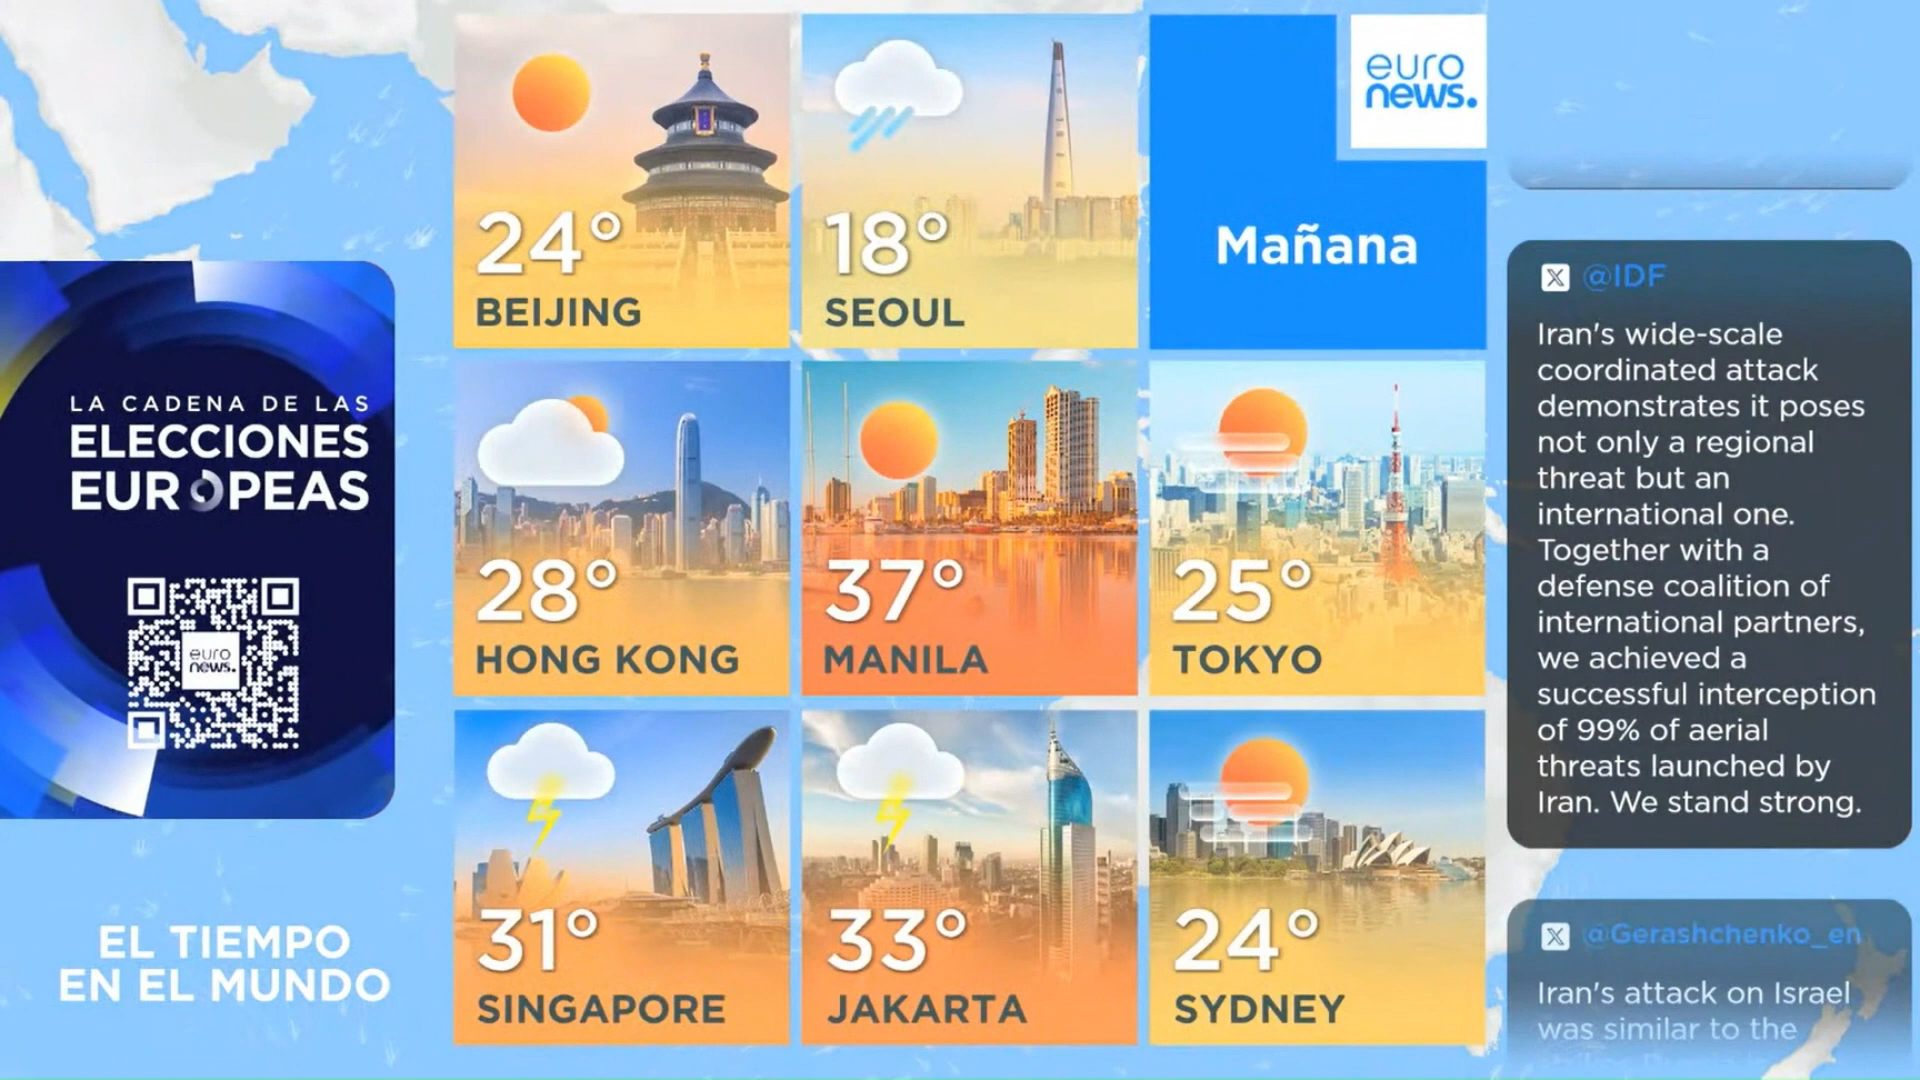 LA CADENA DE LAS
ELECCIONES
EUROPEAS
euro
news.
EL TIEMPO
EN EL MUNDO
24°
BEIJING
18°
SEOUL
Mañana
euro
news.
28°
HONG KONG
37°
MANILA
25°
TOKYO
31°
SINGAPORE
33°
JAKARTA
24°
SYDNEY
@IDF
Iran's wide-scale
coordinated attack
demonstrates it poses
not only a regional
threat but an
international one.
Together with a
defense coalition of
international partners,
we achieved a
successful interception
of 99% of aerial
threats launched by
Iran. We stand strong.
@Gerashchenko_en
Iran's attack on Israel
was similar to the